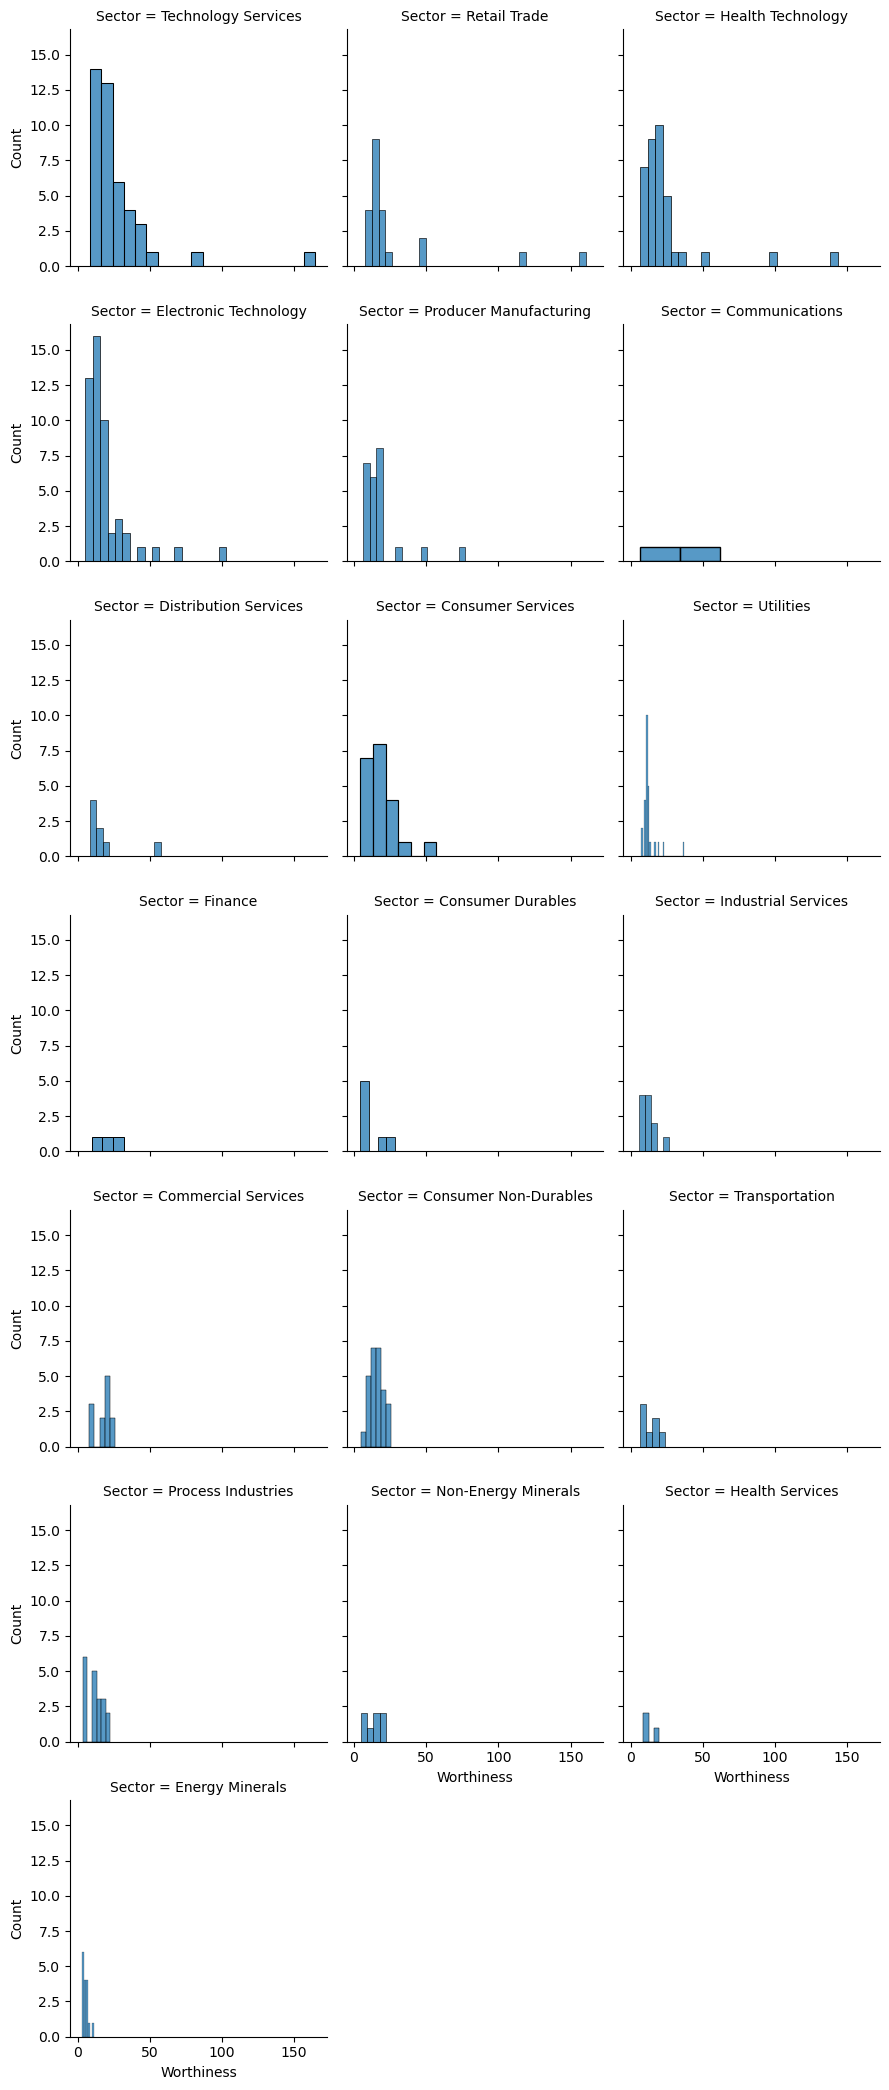 Sector = Technology Services
Sector = Retail Trade
Sector = Health Technology
15.0
12.5
10.0
7.5
5.0
2.5
0.0
Count
Sector = Electronic Technology
Sector = Producer Manufacturing
Sector = Communications
15.0
12.5
10.0
7.5
5.0
2.5
0.0
Count
Sector = Distribution Services
Sector = Consumer Services
Sector = Utilities
15.0
12.5
10.0
7.5
5.0
2.5
0.0
Count
Sector = Finance
Sector = Consumer Durables
Sector = Industrial Services
15.0
12.5
10.0
7.5
5.0
2.5
0.0
Count
Sector = Commercial Services
Sector = Consumer Non-Durables
Sector = Transportation
15.0
12.5
10.0
7.5
5.0
2.5
0.0
Count
Sector = Process Industries
Sector = Non-Energy Minerals
Sector = Health Services
15.0
12.5
10.0
7.5
5.0
2.5
0.0
Count
0 50 100 150
Worthiness
0 50 100 150
Worthiness
Sector = Energy Minerals
15.0
12.5
10.0
7.5
5.0
2.5
0.0
Count
0 50 100 150
Worthiness